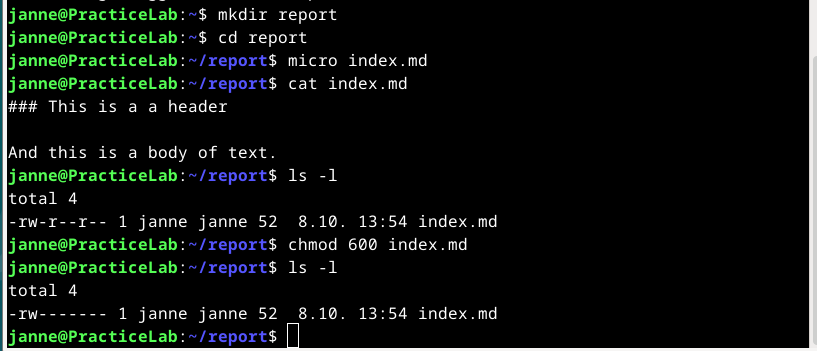 janne@PracticeLab:~$ mkdir report
janne@PracticeLab:~$ cd report
janne@PracticeLab:~/report$ micro index.md
janne@PracticeLab:~/report$ cat index.md
### This is a a header
And this is a body of text.
janne@PracticeLab:~/report$ ls -l
total 4
-rw-r--r-- 1 janne janne 52  8.10. 13:54 index.md
janne@PracticeLab:~/report$ chmod 600 index.md
janne@PracticeLab:~/report$ ls -l
total 4
-rw------- 1 janne janne 52  8.10. 13:54 index.md
janne@PracticeLab:~/report$